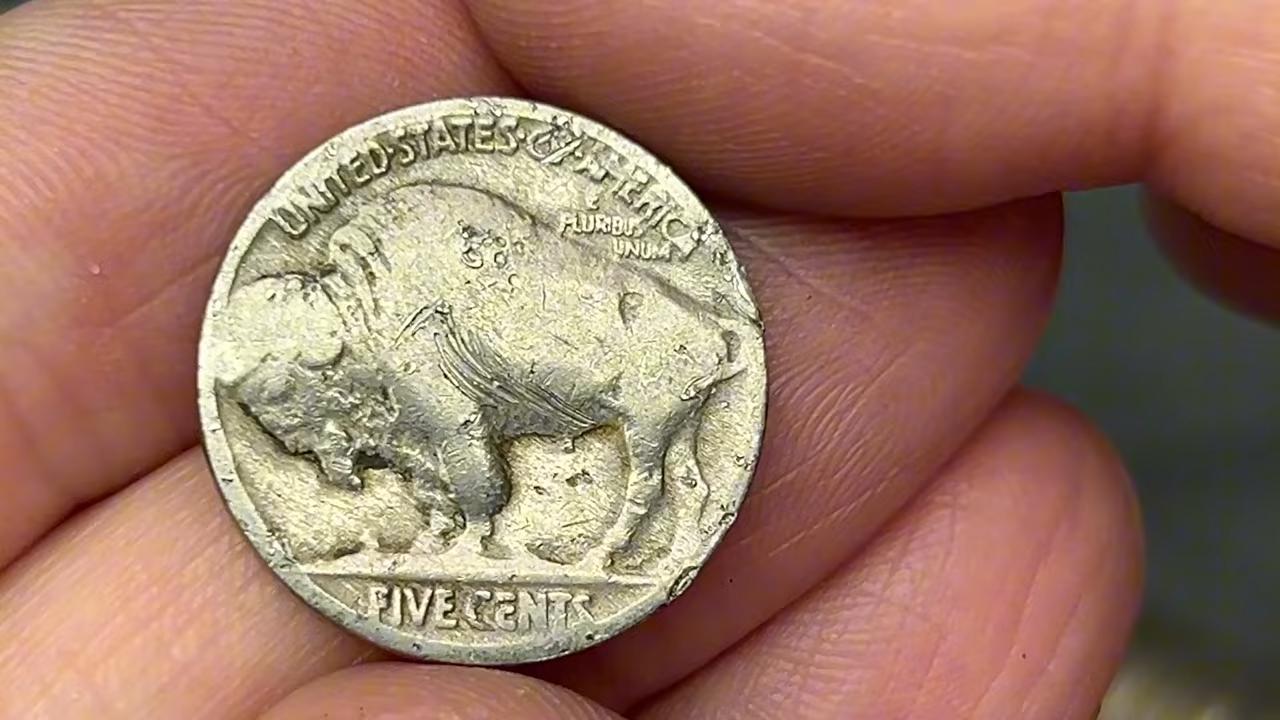 UNITED·STATES·OF·AMERICA
E
PLURIBUS
UNUM
FIVE CENTS